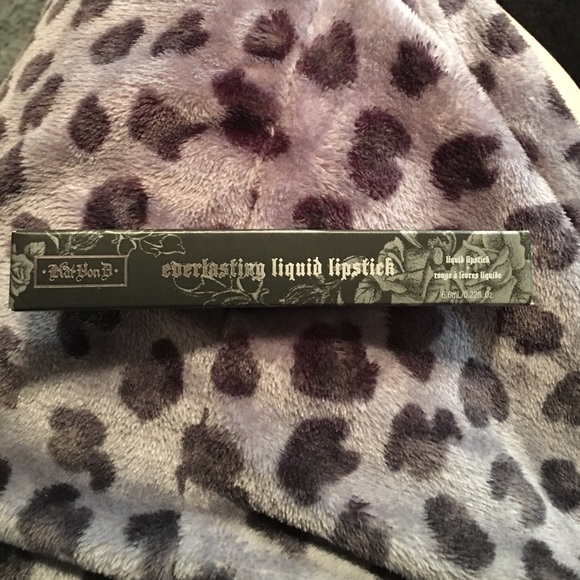 Kat Von D
everlasting liquid lipstick
liquid lipstick
rouge à lèvres liquide
6.6mL/0.22fl. Oz